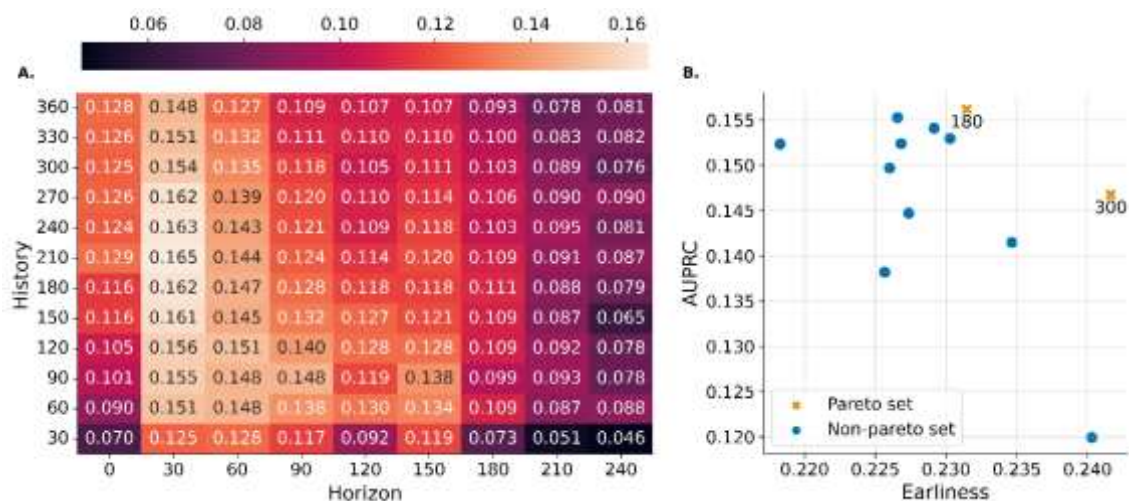 0.06 0.08 0.10 0.12 0.14 0.16
A.
360 0.128 0.148 0.127 0.109 0.107 0.107 0.093 0.078 0.081
330 0.126 0.151 0.132 0.111 0.110 0.110 0.100 0.083 0.082
300 0.125 0.154 0.135 0.118 0.105 0.111 0.103 0.089 0.076
270 0.126 0.162 0.139 0.120 0.110 0.114 0.106 0.090 0.090
240 0.124 0.163 0.143 0.121 0.109 0.118 0.103 0.095 0.081
210 0.129 0.165 0.144 0.124 0.114 0.120 0.109 0.091 0.087
180 0.116 0.162 0.147 0.128 0.118 0.118 0.111 0.088 0.079
150 0.116 0.161 0.145 0.132 0.127 0.121 0.109 0.087 0.065
120 0.105 0.156 0.151 0.140 0.128 0.128 0.109 0.092 0.078
90 0.101 0.155 0.148 0.148 0.119 0.138 0.099 0.093 0.078
60 0.090 0.151 0.148 0.138 0.130 0.134 0.109 0.087 0.088
30 0.070 0.125 0.128 0.117 0.092 0.119 0.073 0.051 0.046
0 30 60 90 120 150 180 210 240
History
Horizon
B.
0.155
0.150
0.145
0.140
0.135
0.130
0.125
0.120
AUPRC
180
300
Pareto set
Non-pareto set
0.220 0.225 0.230 0.235 0.240
Earliness